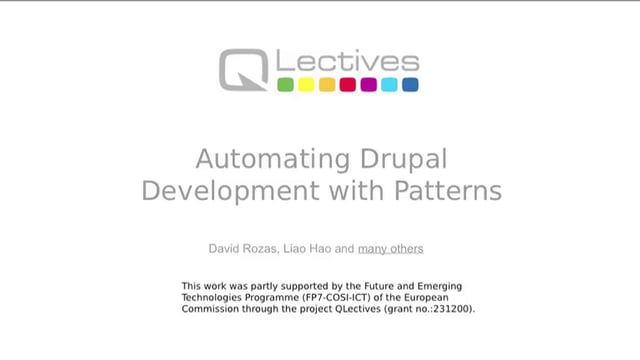 QLectives
Automating Drupal
Development with Patterns
David Rozas, Liao Hao and many others
This work was partly supported by the Future and Emerging
Technologies Programme (FP7-COSI-ICT) of the European
Commission through the project QLectives (grant no.:231200).